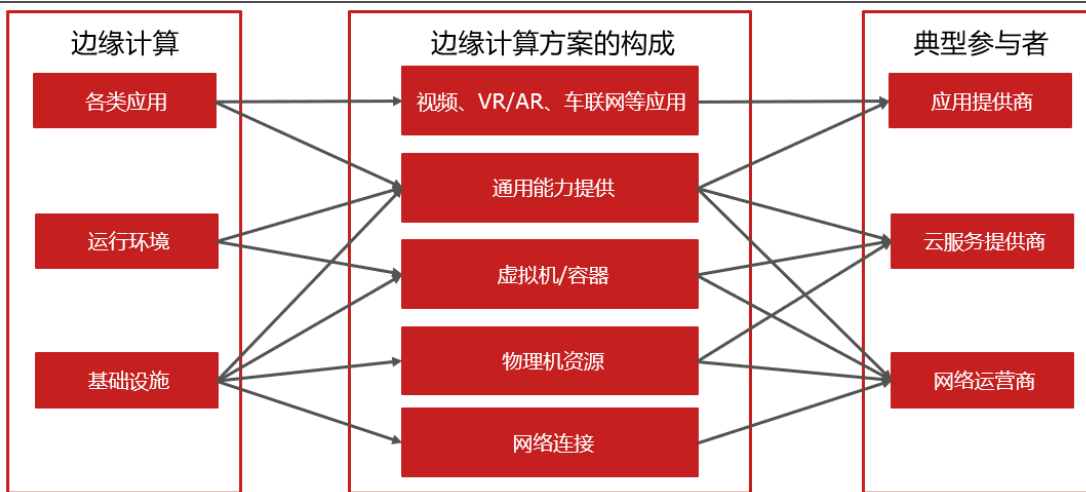 边缘计算
边缘计算方案的构成
典型参与者
各类应用
视频、VR/AR、车联网等应用
应用提供商
通用能力提供
运行环境
云服务提供商
虚拟机/容器
物理机资源
基础设施
网络运营商
网络连接